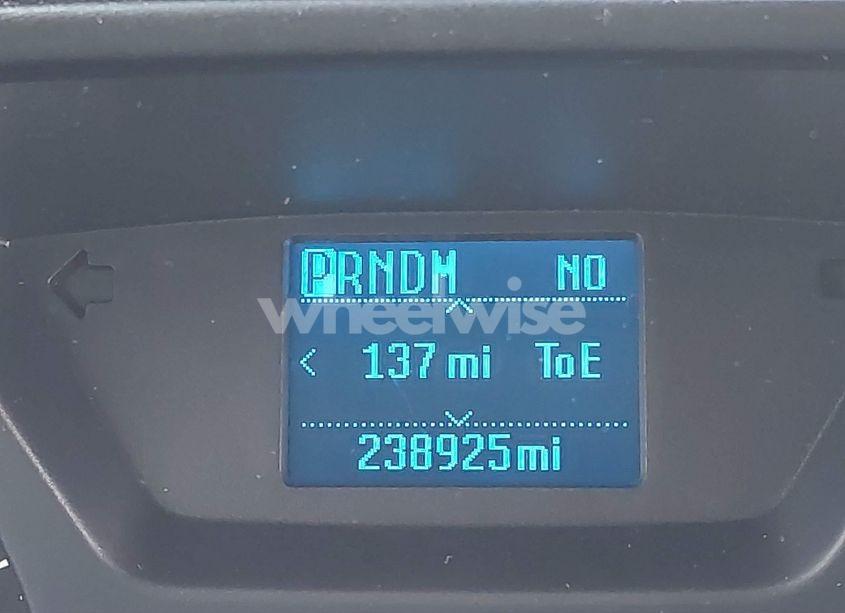 PRNDM NO
wheelwise
< 137 mi ToE
238925mi